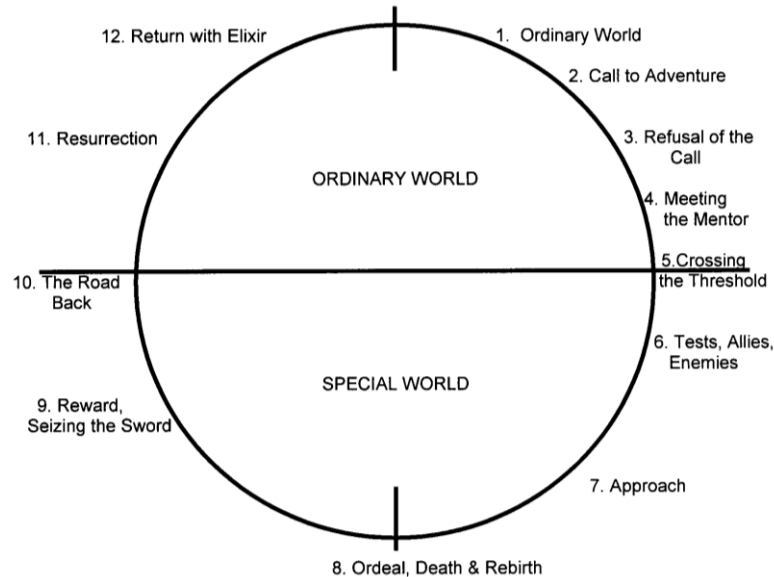 12. Return with Elixir
1. Ordinary World
2. Call to Adventure
11. Resurrection
3. Refusal of the
Call
ORDINARY WORLD
4. Meeting
the Mentor
5.Crossing
the Threshold
10. The Road
Back
6. Tests, Allies,
Enemies
SPECIAL WORLD
9. Reward,
Seizing the Sword
7. Approach
8. Ordeal, Death & Rebirth